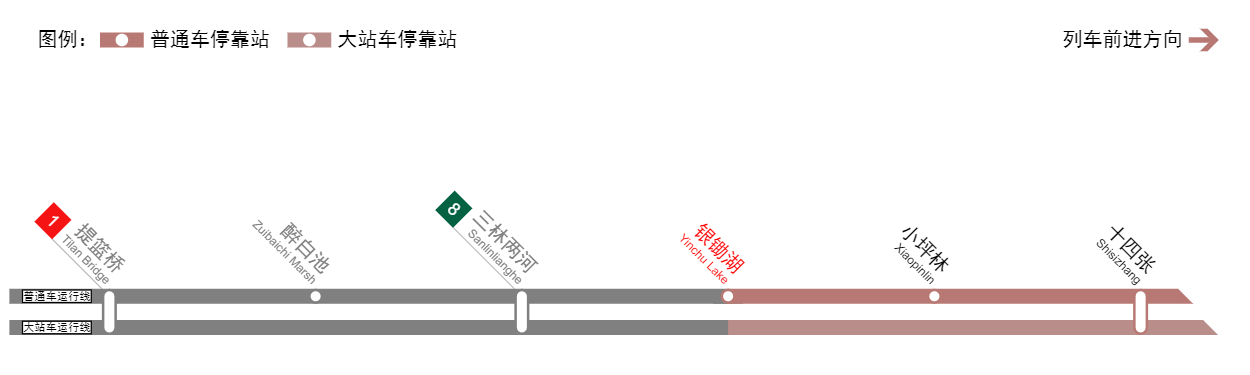 图例：
普通车停靠站
大站车停靠站
列车前进方向
1
提篮桥
Tilan Bridge
醉白池
Zuibaichi Marsh
8
三林两河
Sanlinlianghe
银锄湖
Yinchu Lake
小坪林
Xiaopinlin
十四张
Shisizhang
普通车运行线
大站车运行线